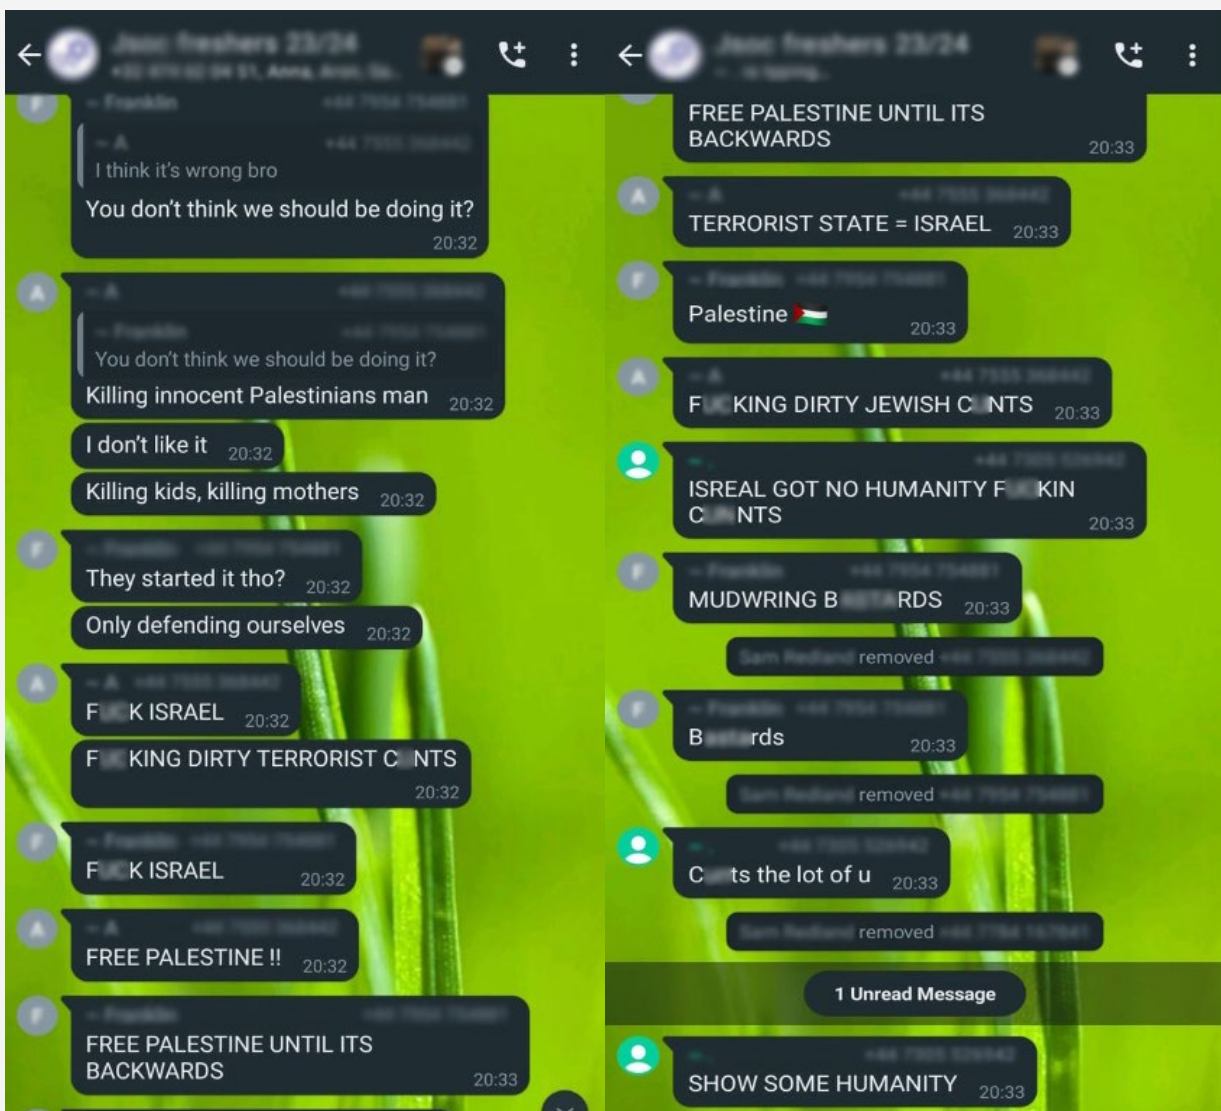 I think it's wrong bro
You don't think we should be doing it?
20:32
You don't think we should be doing it?
Killing innocent Palestinians man 20:32
I don't like it 20:32
Killing kids, killing mothers 20:32
They started it tho? 20:32
Only defending ourselves 20:32
F K ISRAEL 20:32
F KING DIRTY TERRORIST C NTS
20:32
F K ISRAEL 20:32
FREE PALESTINE !! 20:32
FREE PALESTINE UNTIL ITS
BACKWARDS 20:33
FREE PALESTINE UNTIL ITS
BACKWARDS 20:33
TERRORIST STATE = ISRAEL 20:33
Palestine 🇵🇸 20:33
F KING DIRTY JEWISH C NTS 20:33
ISREAL GOT NO HUMANITY F KIN
C NTS 20:33
MUDWRING B RDS 20:33
removed
B rds 20:33
removed
C ts the lot of u 20:33
removed
1 Unread Message
SHOW SOME HUMANITY 20:33